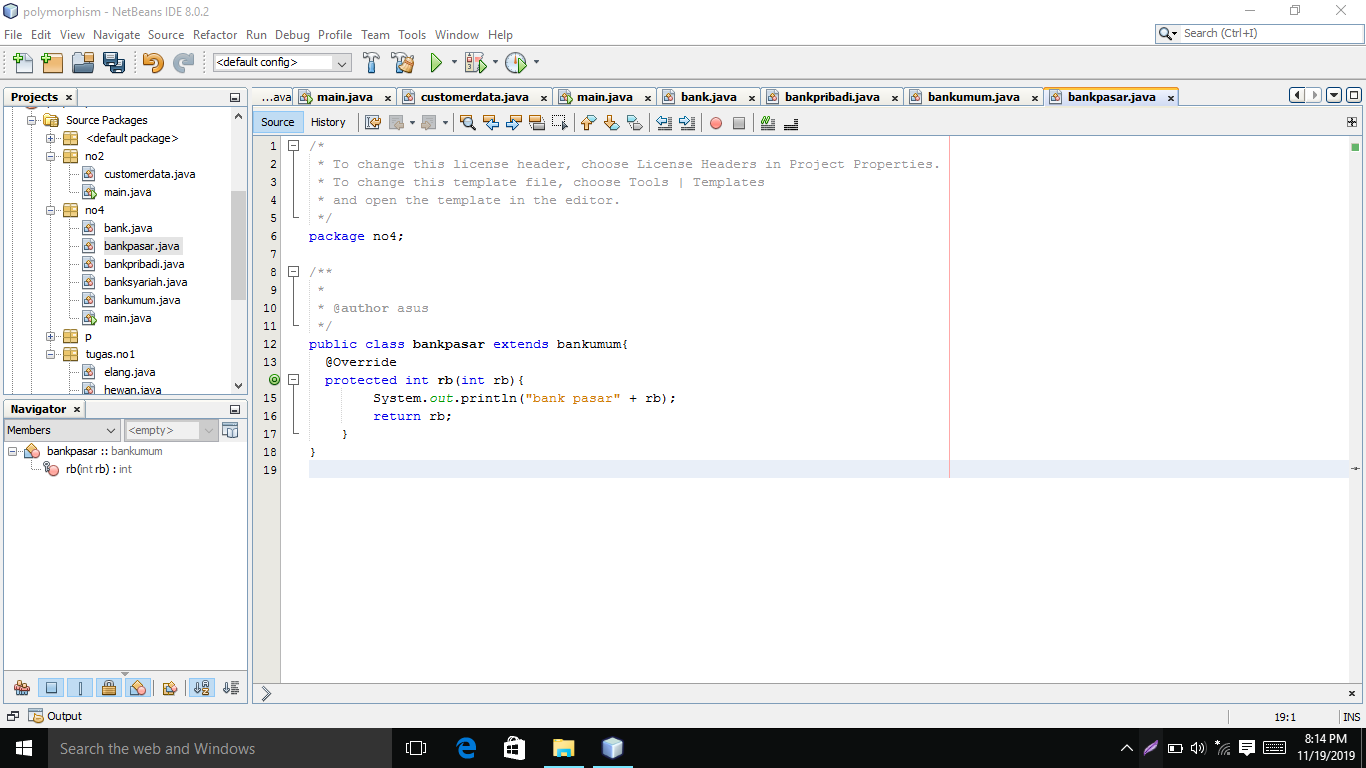 polymorphism - NetBeans IDE 8.0.2
File Edit View Navigate Source Refactor Run Debug Profile Team Tools Window Help
Search (Ctrl+I)
<default config>
Projects
Source Packages
<default package>
no2
customerdata.java
main.java
no4
bank.java
bankpasar.java
bankpribadi.java
banksyariah.java
bankumum.java
main.java
p
tugas.no1
elang.java
hewan.java
Navigator
Members
<empty>
bankpasar :: bankumum
rb(int rb) : int
...ava main.java customerdata.java main.java bank.java bankpribadi.java bankumum.java bankpasar.java
Source History
1 /*
2 * To change this license header, choose License Headers in Project Properties.
3 * To change this template file, choose Tools | Templates
4 * and open the template in the editor.
5 */
6 package no4;
7
8 /**
9 *
10 * @author asus
11 */
12 public class bankpasar extends bankumum{
13 @Override
protected int rb(int rb){
15 System.out.println("bank pasar" + rb);
16 return rb;
17 }
18 }
19
Output
19:1 INS
Search the web and Windows
8:14 PM
11/19/2019